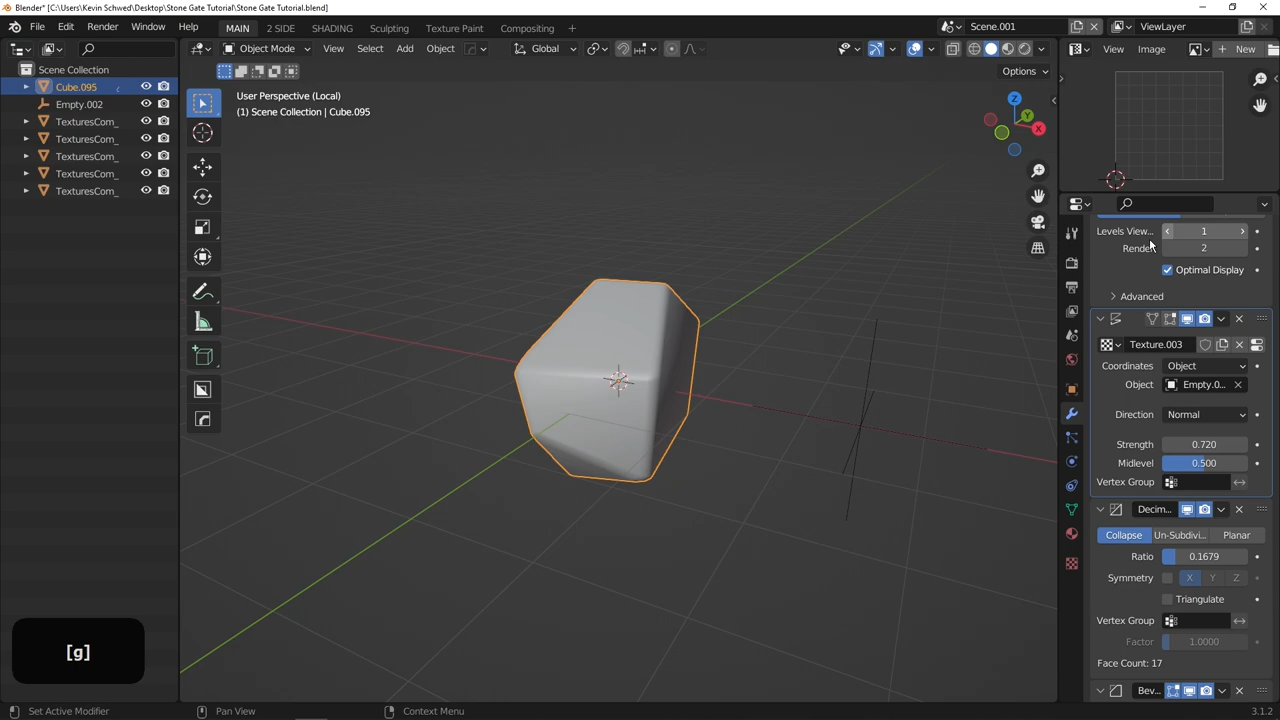 Blender* [C:\Users\Kevin Schwed\Desktop\Stone Gate Tutorial\Stone Gate Tutorial.blend]
File Edit Render Window Help MAIN 2 SIDE SHADING Sculpting Texture Paint Compositing + Scene.001 ViewLayer
Object Mode View Select Add Object Global View Image New
Options
Scene Collection
Cube.095
Empty.002
TexturesCom_
TexturesCom_
TexturesCom_
TexturesCom_
TexturesCom_
User Perspective (Local)
(1) Scene Collection | Cube.095
Z
Y
X
Levels View... 1
Render 2
Optimal Display
Advanced
Texture.003
Coordinates Object
Object Empty.0...
Direction Normal
Strength 0.720
Midlevel 0.500
Vertex Group
Decim...
Collapse Un-Subdivi... Planar
Ratio 0.1679
Symmetry X Y Z
Triangulate
Vertex Group
Factor 1.0000
Face Count: 17
Bev...
[g]
Set Active Modifier Pan View Context Menu 3.1.2